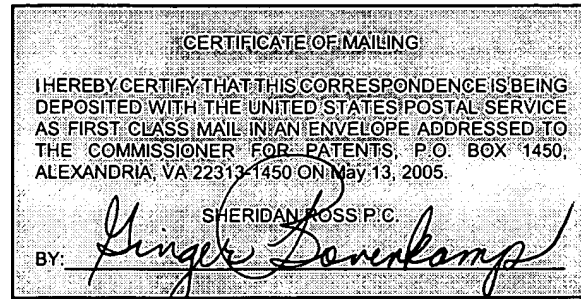 CERTIFICATE OF MAILING
I HEREBY CERTIFY THAT THIS CORRESPONDENCE IS BEING
DEPOSITED WITH THE UNITED STATES POSTAL SERVICE
AS FIRST CLASS MAIL IN AN ENVELOPE ADDRESSED TO
THE COMMISSIONER FOR PATENTS, P.O. BOX 1450,
ALEXANDRIA, VA 22313-1450 ON May 13, 2005.
SHERIDAN ROSS P.C.
BY: Ginger Bovenkamp